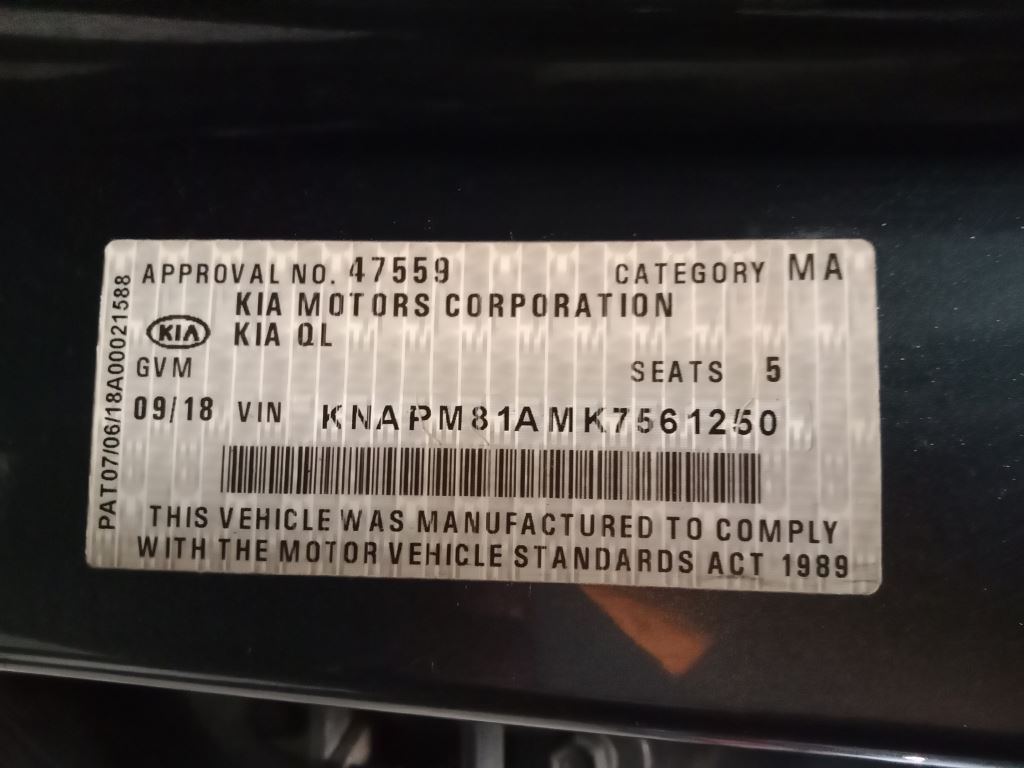 APPROVAL NO. 47559 CATEGORY MA
KIA MOTORS CORPORATION
KIA KIA QL
GVM SEATS 5
09/18 VIN KNAPM81AMK7561250
THIS VEHICLE WAS MANUFACTURED TO COMPLY
WITH THE MOTOR VEHICLE STANDARDS ACT 1989
PAT07/06/18A00021588